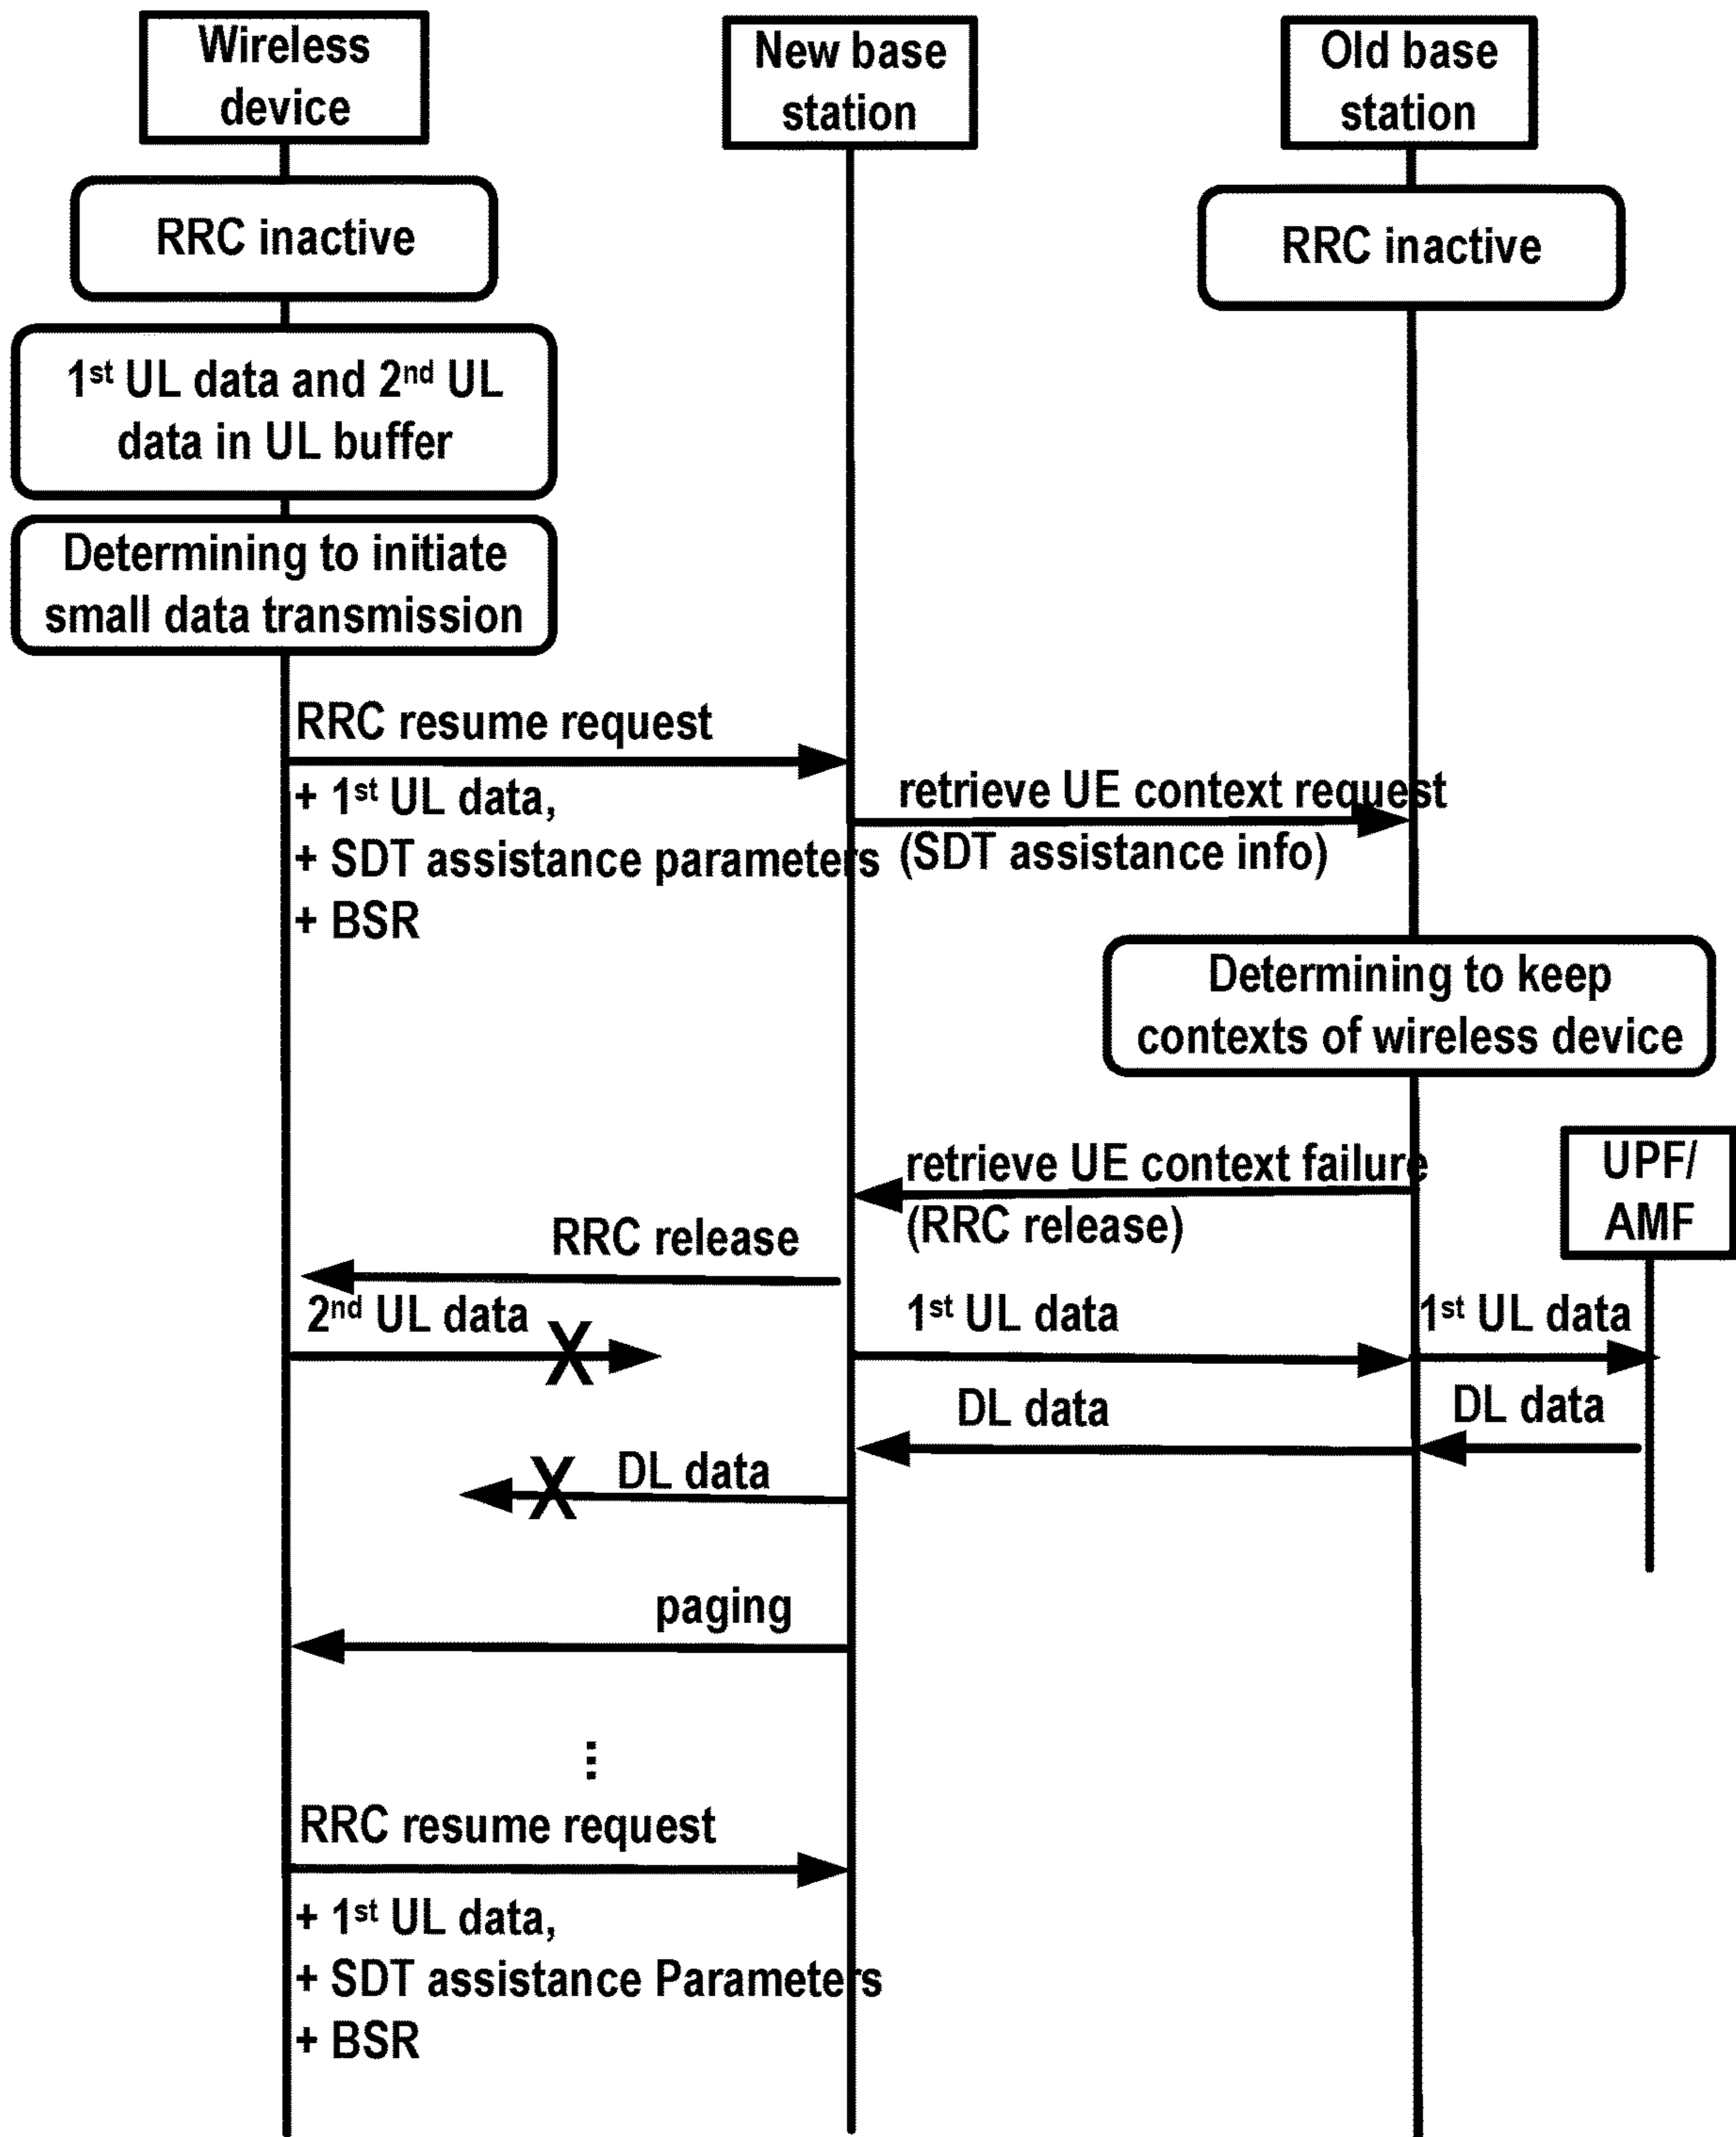 Wireless
device
New base
station
Old base
station
RRC inactive
RRC inactive
1st UL data and 2nd UL
data in UL buffer
Determining to initiate
small data transmission
RRC resume request
+ 1st UL data,
+ SDT assistance parameters
+ BSR
retrieve UE context request
(SDT assistance info)
Determining to keep
contexts of wireless device
retrieve UE context failure
(RRC release)
UPF/
AMF
RRC release
2nd UL data
X
1st UL data
1st UL data
DL data
DL data
DL data
X
paging
...
RRC resume request
+ 1st UL data,
+ SDT assistance Parameters
+ BSR